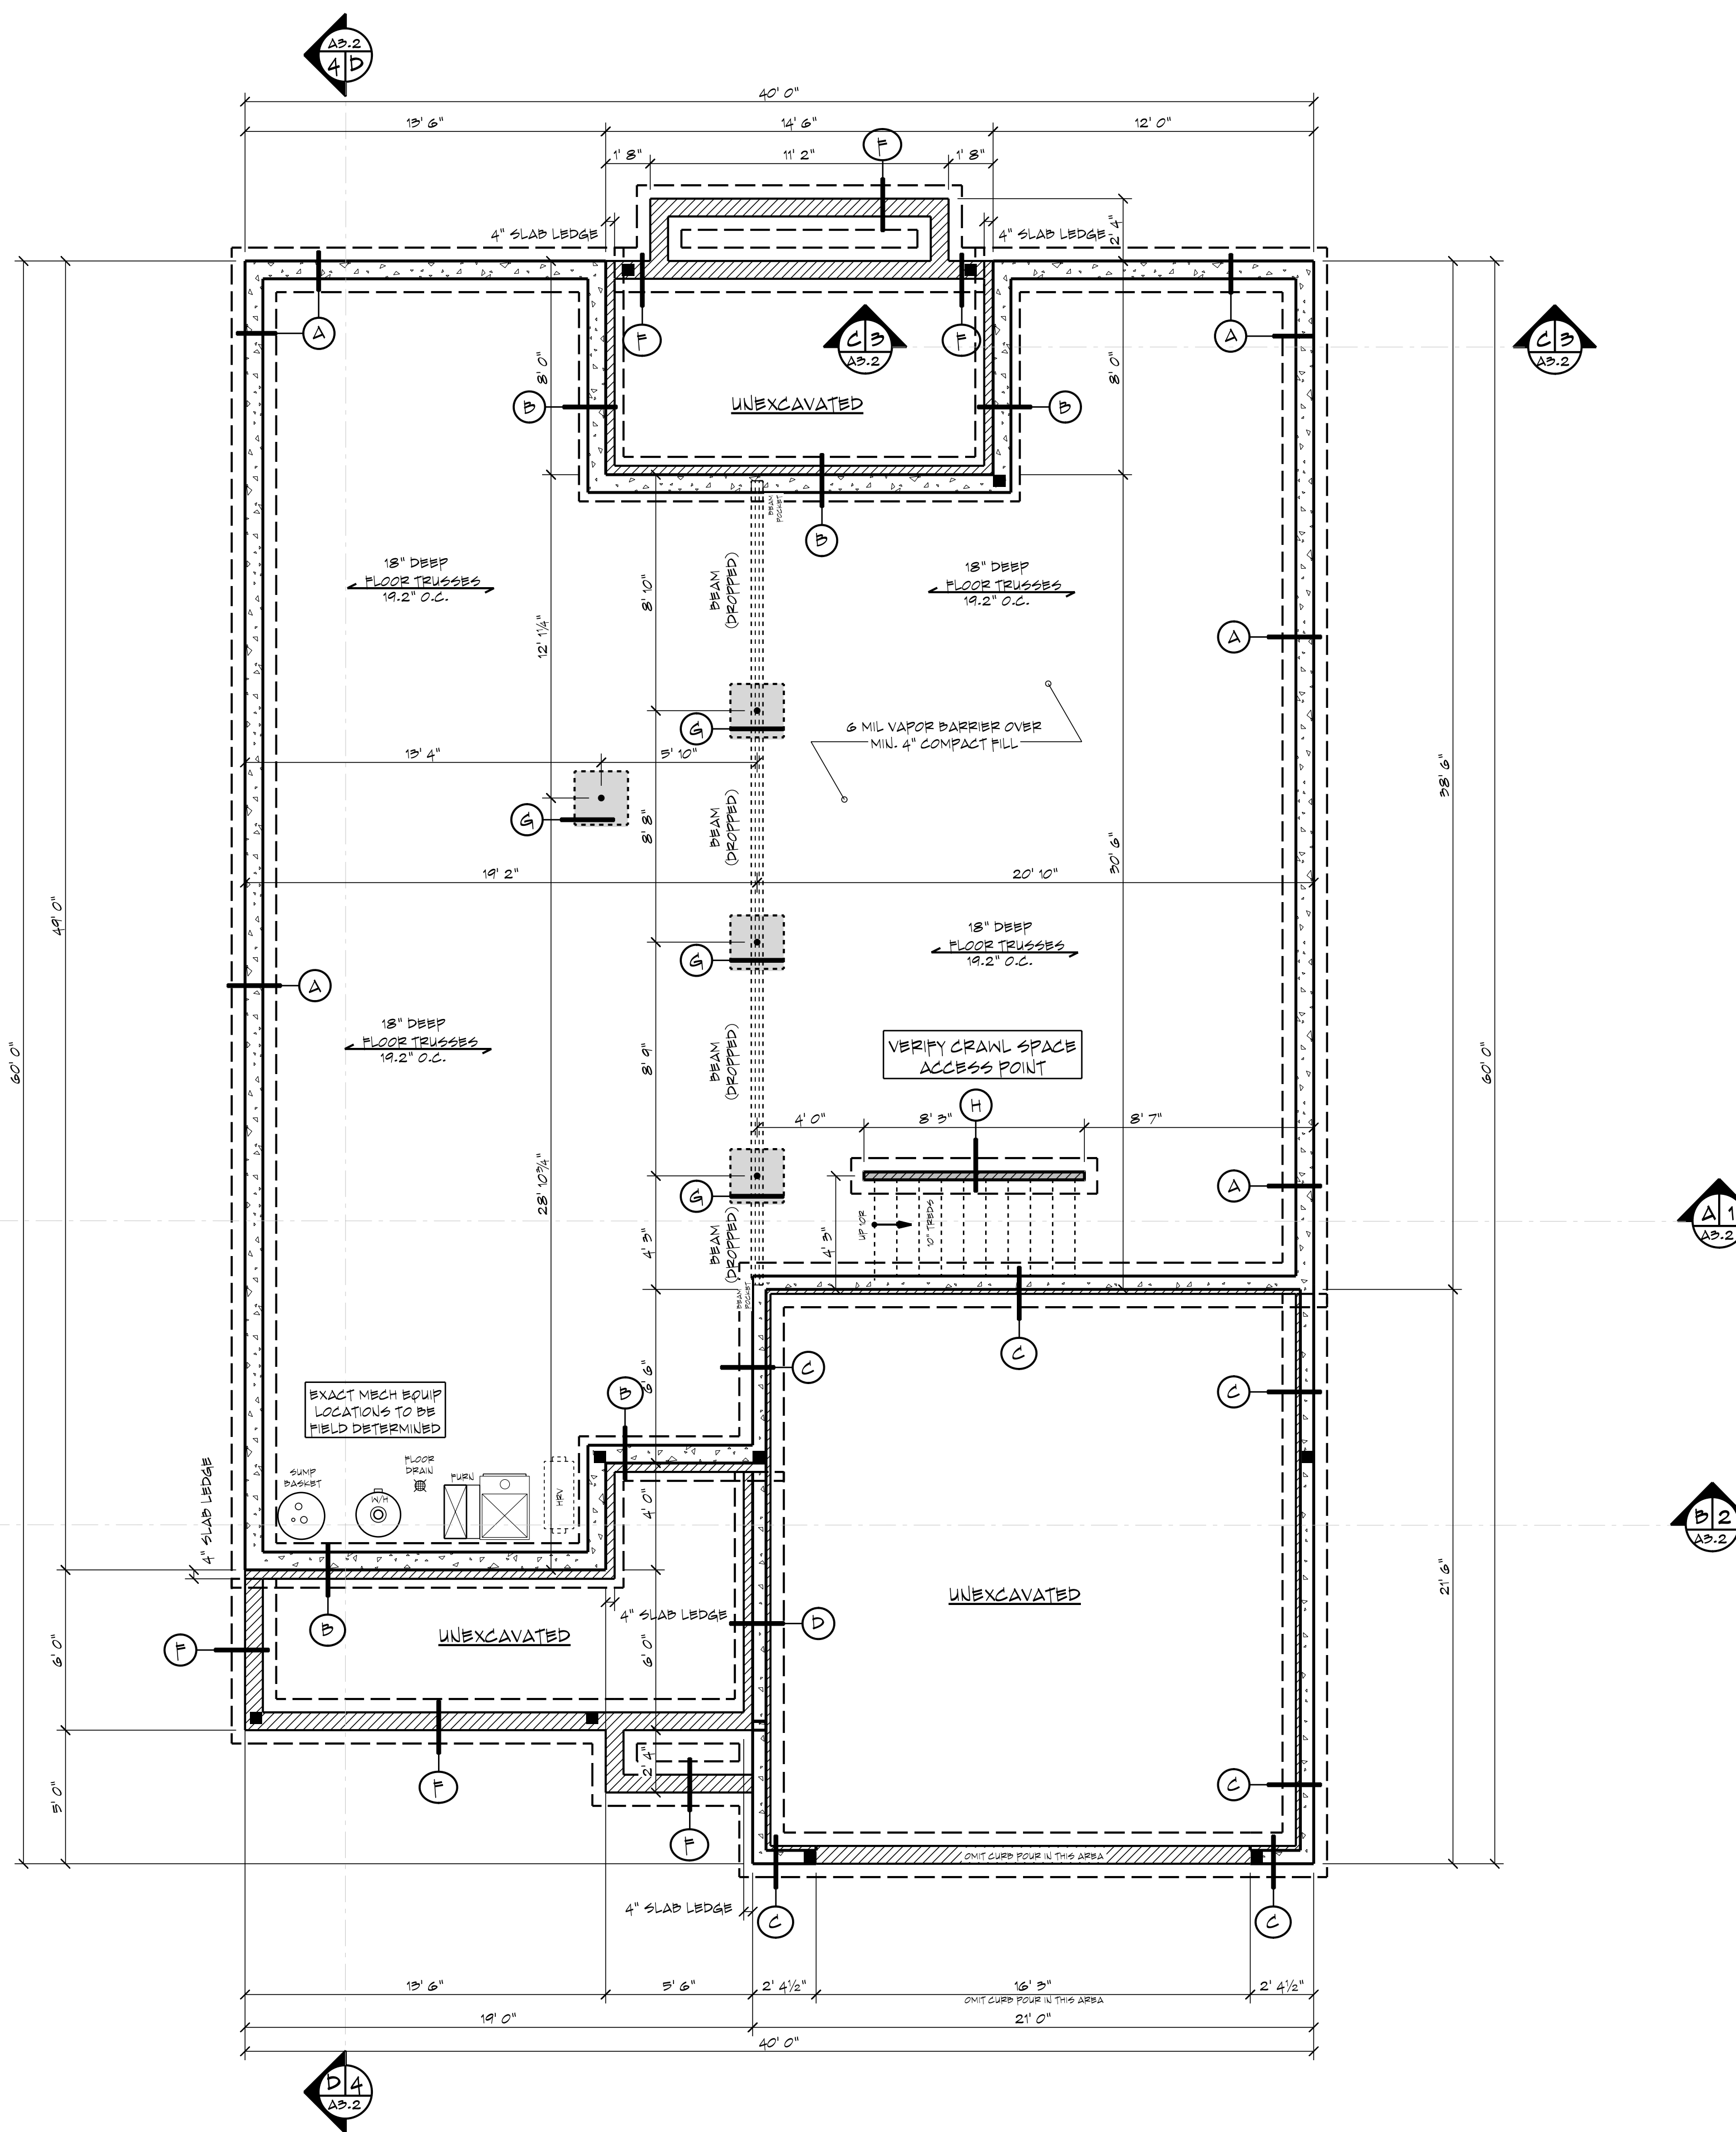 A3.2
4 D
40' 0"
13' 6"
14' 6"
12' 0"
1' 8"
11' 2"
1' 8"
F
4" SLAB LEDGE
4" SLAB LEDGE
2' 4"
A
F
F
A
C 3
A3.2
C 3
A3.2
8' 0"
8' 0"
B
UNEXCAVATED
B
BEAM
POCKET
B
18" DEEP
FLOOR TRUSSES
19.2" O.C.
18" DEEP
FLOOR TRUSSES
19.2" O.C.
BEAM
(DROPPED)
8' 10"
12' 1¼"
A
G
6 MIL VAPOR BARRIER OVER
MIN. 4" COMPACT FILL
13' 4"
5' 10"
38' 6"
G
8' 8"
BEAM
(DROPPED)
30' 6"
19' 2"
20' 10"
49' 0"
18" DEEP
FLOOR TRUSSES
19.2" O.C.
G
A
18" DEEP
FLOOR TRUSSES
19.2" O.C.
60' 0"
8' 9"
BEAM
(DROPPED)
VERIFY CRAWL SPACE
ACCESS POINT
60' 0"
H
4' 0"
8' 3"
8' 7"
28' 10¾"
G
A
UP 10R
10" TREDS
4' 3"
BEAM
(DROPPED)
4' 3"
A 1
A3.2
BEAM
POCKET
C
C
B
6' 6"
C
EXACT MECH EQUIP
LOCATIONS TO BE
FIELD DETERMINED
SUMP
BASKET
W/H
FLOOR
DRAIN
FURN
HRV
4" SLAB LEDGE
4' 0"
B 2
A3.2
21' 6"
UNEXCAVATED
4" SLAB LEDGE
D
B
F
UNEXCAVATED
6' 0"
6' 0"
F
2' 4"
C
5' 0"
F
OMIT CURB POUR IN THIS AREA
4" SLAB LEDGE
C
C
13' 6"
5' 6"
2' 4½"
16' 3"
2' 4½"
OMIT CURB POUR IN THIS AREA
19' 0"
21' 0"
40' 0"
D 4
A3.2